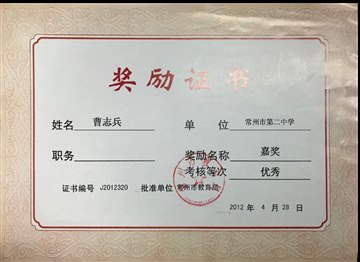 奖励证书
姓名 曹志兵 单位 常州市第二中学
职务 奖励名称 嘉奖
考核等次 优秀
证书编号 J2012320 批准单位 常州市教育局
2012 年 4 月 28 日